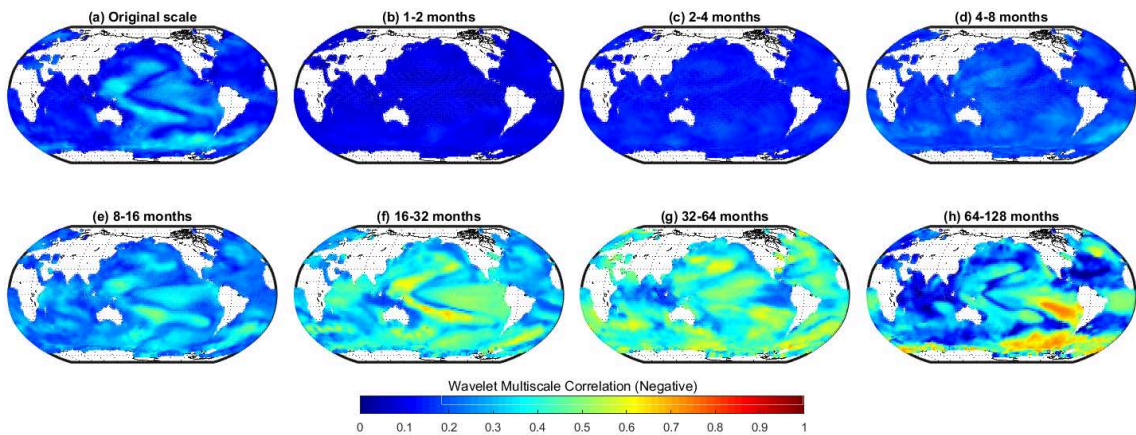 (a) Original scale
(b) 1-2 months
(c) 2-4 months
(d) 4-8 months
(e) 8-16 months
(f) 16-32 months
(g) 32-64 months
(h) 64-128 months
Wavelet Multiscale Correlation (Negative)
0 0.1 0.2 0.3 0.4 0.5 0.6 0.7 0.8 0.9 1